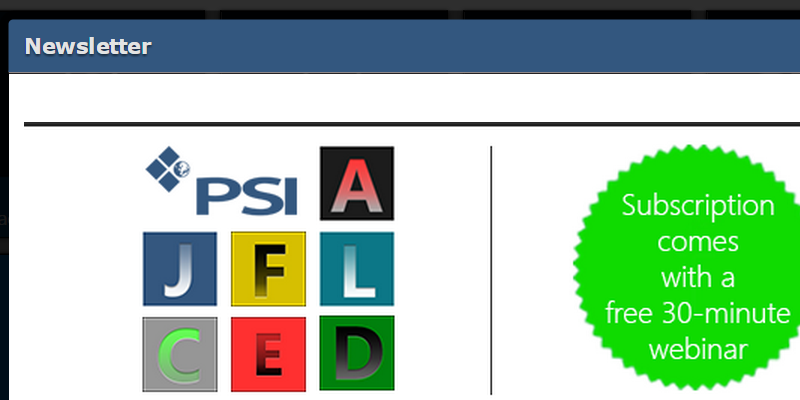 Newsletter
PSI A
J F L
C E D
Subscription
comes
with a
free 30-minute
webinar